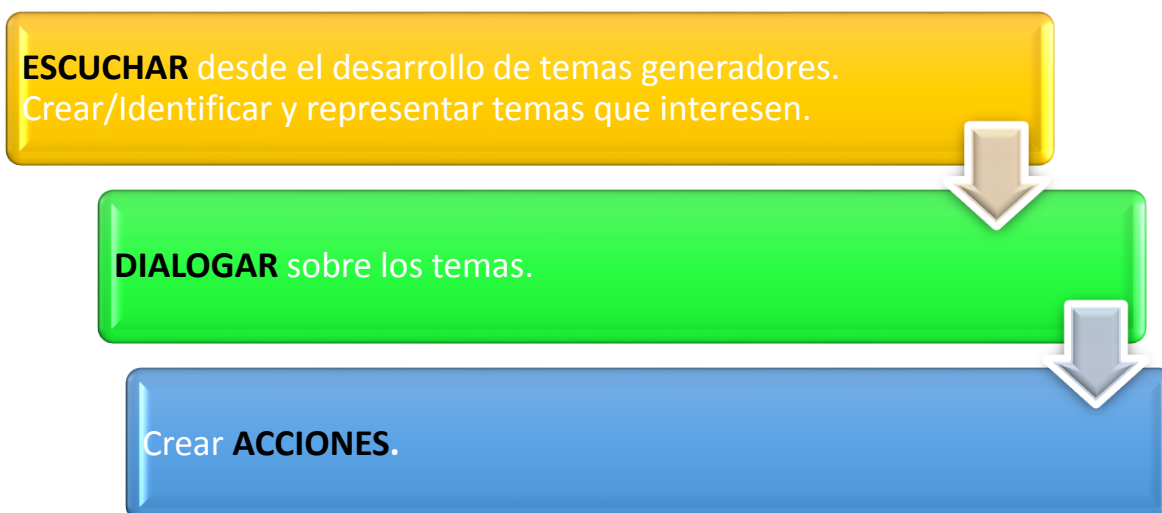 ESCUCHAR desde el desarrollo de temas generadores.
Crear/Identificar y representar temas que interesen.
DIALOGAR sobre los temas.
Crear ACCIONES.